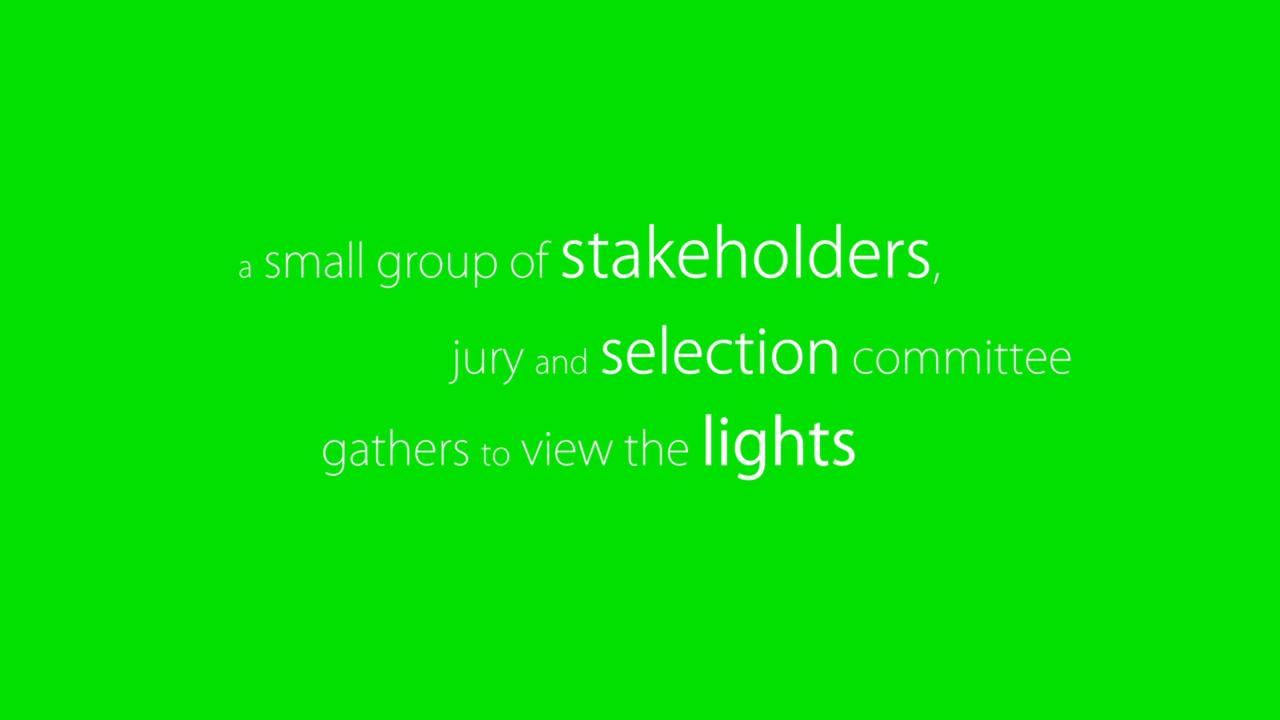 a small group of stakeholders,
jury and selection committee
gathers to view the lights